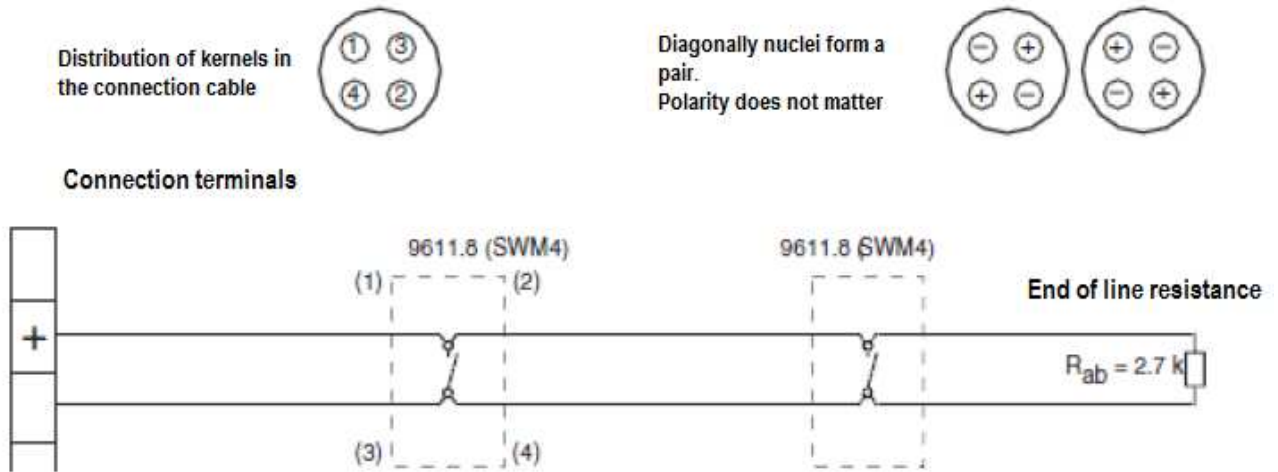 Distribution of kernels in
the connection cable
1 3
4 2
Diagonally nuclei form a
pair.
Polarity does not matter
− + + −
+ − − +
Connection terminals
9611.8 (SWM4)
9611.8 (SWM4)
(1) (2)
End of line resistance
+
R_ab = 2.7 k
(3) (4)